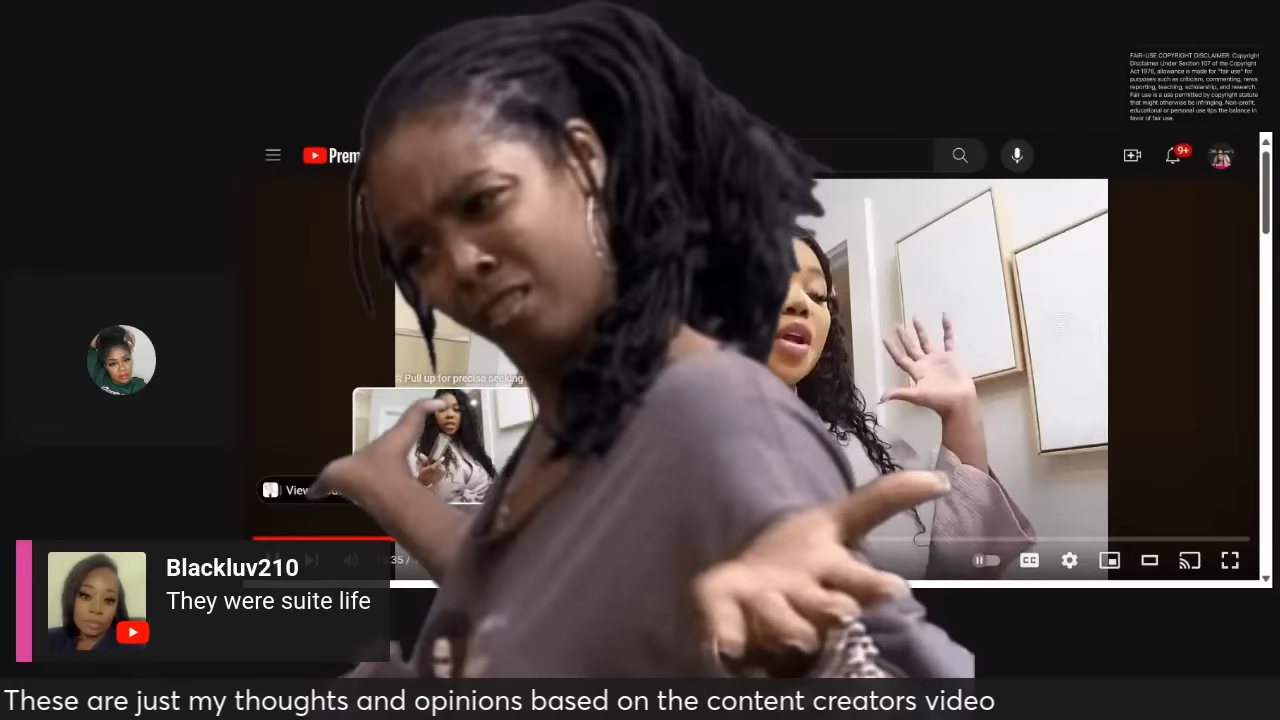 FAIR-USE COPYRIGHT DISCLAIMER: Copyright
Disclaimer Under Section 107 of the Copyright
Act 1976, allowance is made for "fair use" for
purposes such as criticism, commenting, news
reporting, teaching, scholarship, and research.
Fair use is a use permitted by copyright statute
that might otherwise be infringing. Non-profit,
educational or personal use tips the balance in
favor of fair use.
Prem
9+
Pull up for precise seeking
View
:35 /
CC
Blackluv210
They were suite life
These are just my thoughts and opinions based on the content creators video